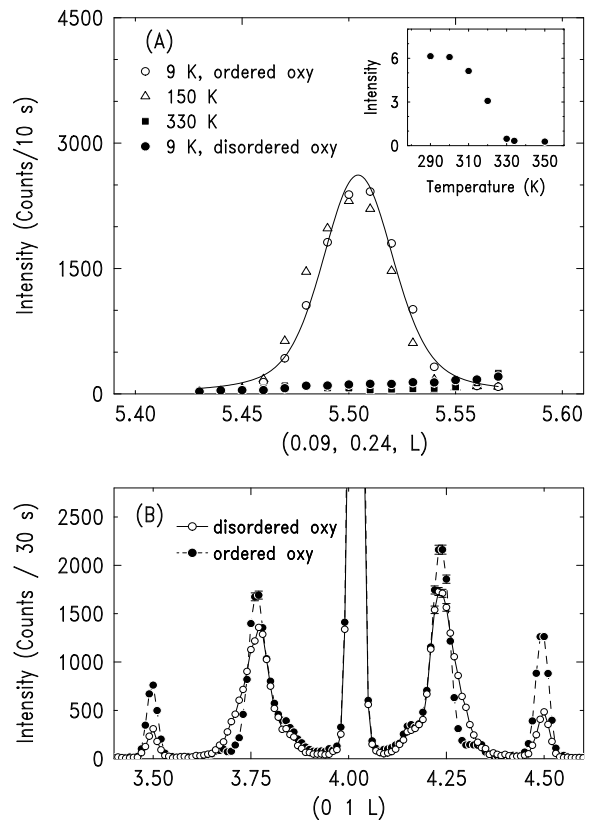 4500
3000
1500
0
Intensity (Counts/10 s)
(A)
9 K, ordered oxy
150 K
330 K
9 K, disordered oxy
Intensity
6
3
0
290 310 330 350
Temperature (K)
5.40 5.45 5.50 5.55 5.60
(0.09, 0.24, L)
2500
2000
1500
1000
500
0
Intensity (Counts / 30 s)
(B)
disordered oxy
ordered oxy
3.50 3.75 4.00 4.25 4.50
(0 1 L)